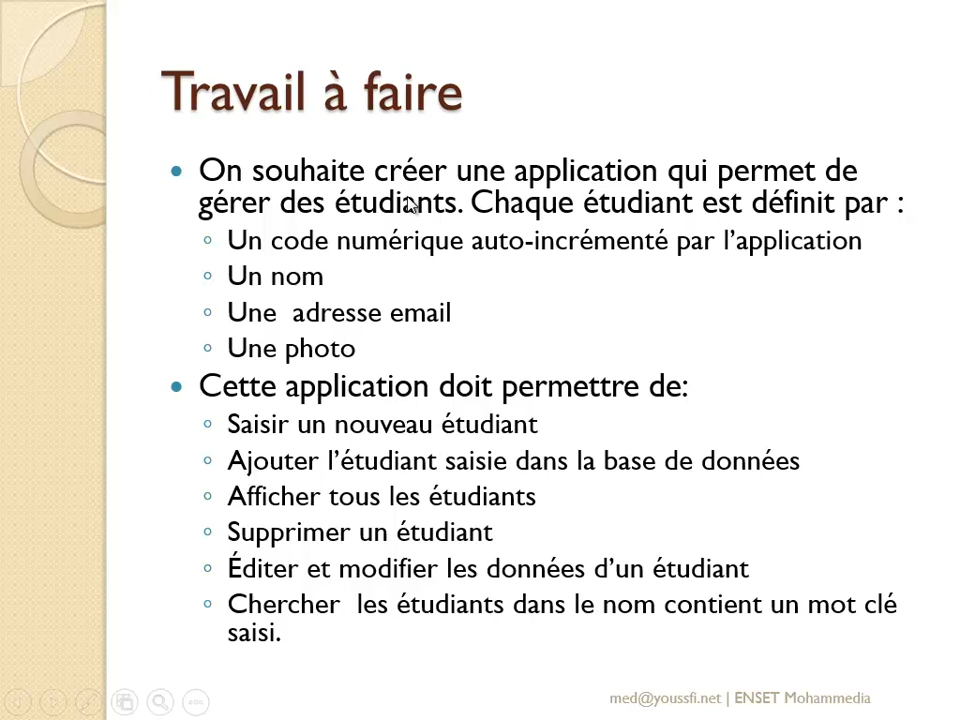 Travail à faire
On souhaite créer une application qui permet de
gérer des étudiants. Chaque étudiant est définit par :
Un code numérique auto-incrémenté par l’application
Un nom
Une adresse email
Une photo
Cette application doit permettre de:
Saisir un nouveau étudiant
Ajouter l’étudiant saisie dans la base de données
Afficher tous les étudiants
Supprimer un étudiant
Éditer et modifier les données d’un étudiant
Chercher les étudiants dans le nom contient un mot clé
saisi.
med@youssfi.net | ENSET Mohammedia